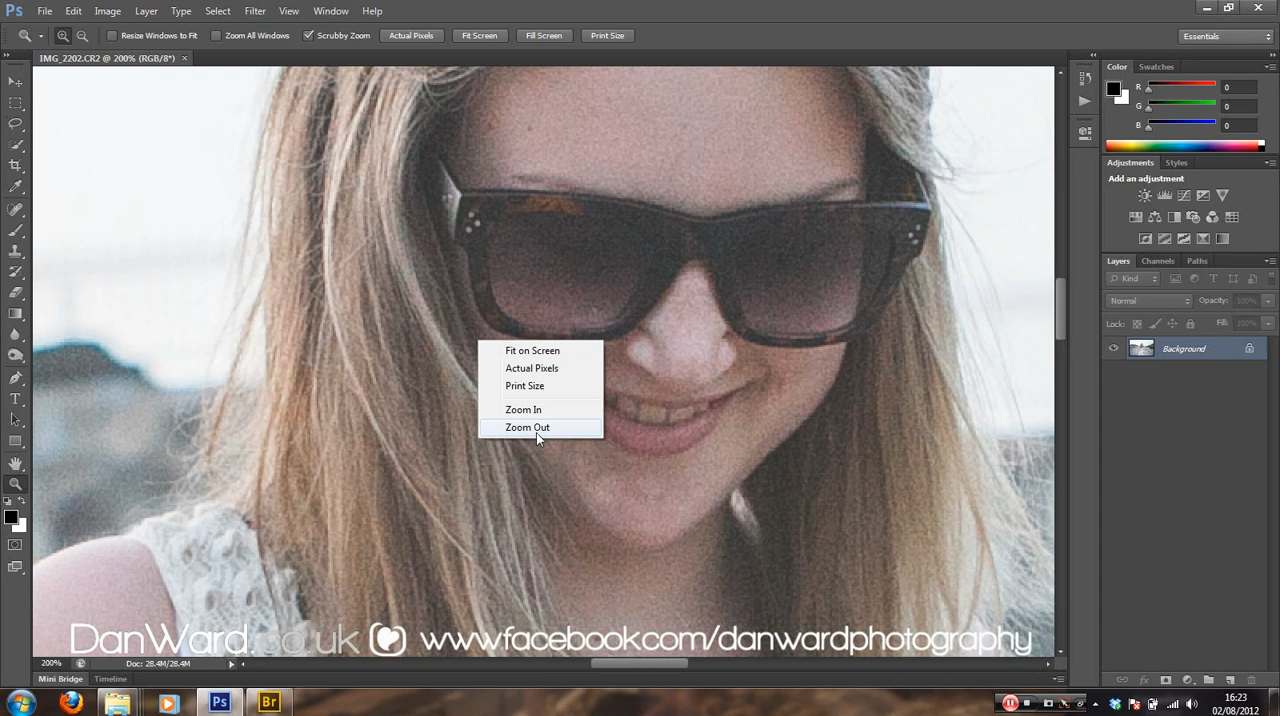 Ps File Edit Image Layer Type Select Filter View Window Help
Resize Windows to Fit Zoom All Windows Scrubby Zoom Actual Pixels Fit Screen Fill Screen Print Size Essentials
IMG_2202.CR2 @ 200% (RGB/8*) ×
Color Swatches
R 0
G 0
B 0
Adjustments Styles
Add an adjustment
Layers Channels Paths
Kind
Normal Opacity: 100%
Lock: Fill: 100%
Background
Fit on Screen
Actual Pixels
Print Size
Zoom In
Zoom Out
DanWard.co.uk www.facebook.com/danwardphotography
200% Doc: 28.4M/28.4M
Mini Bridge Timeline
Ps Br
16:23
02/08/2012